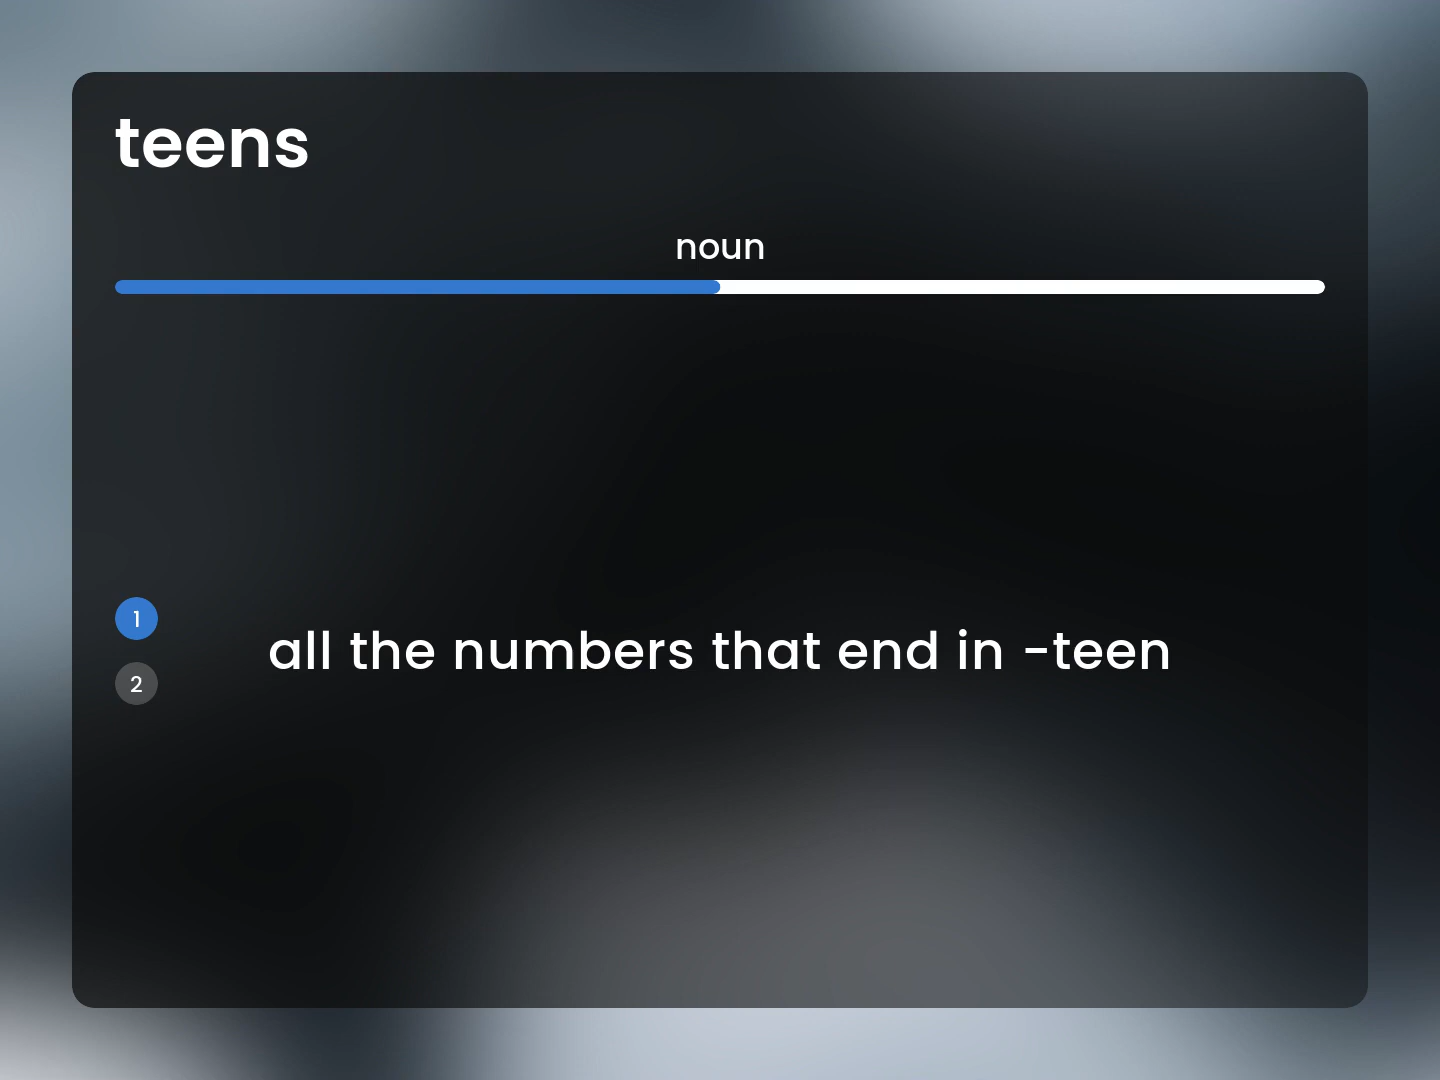 teens
noun
1
all the numbers that end in -teen
2